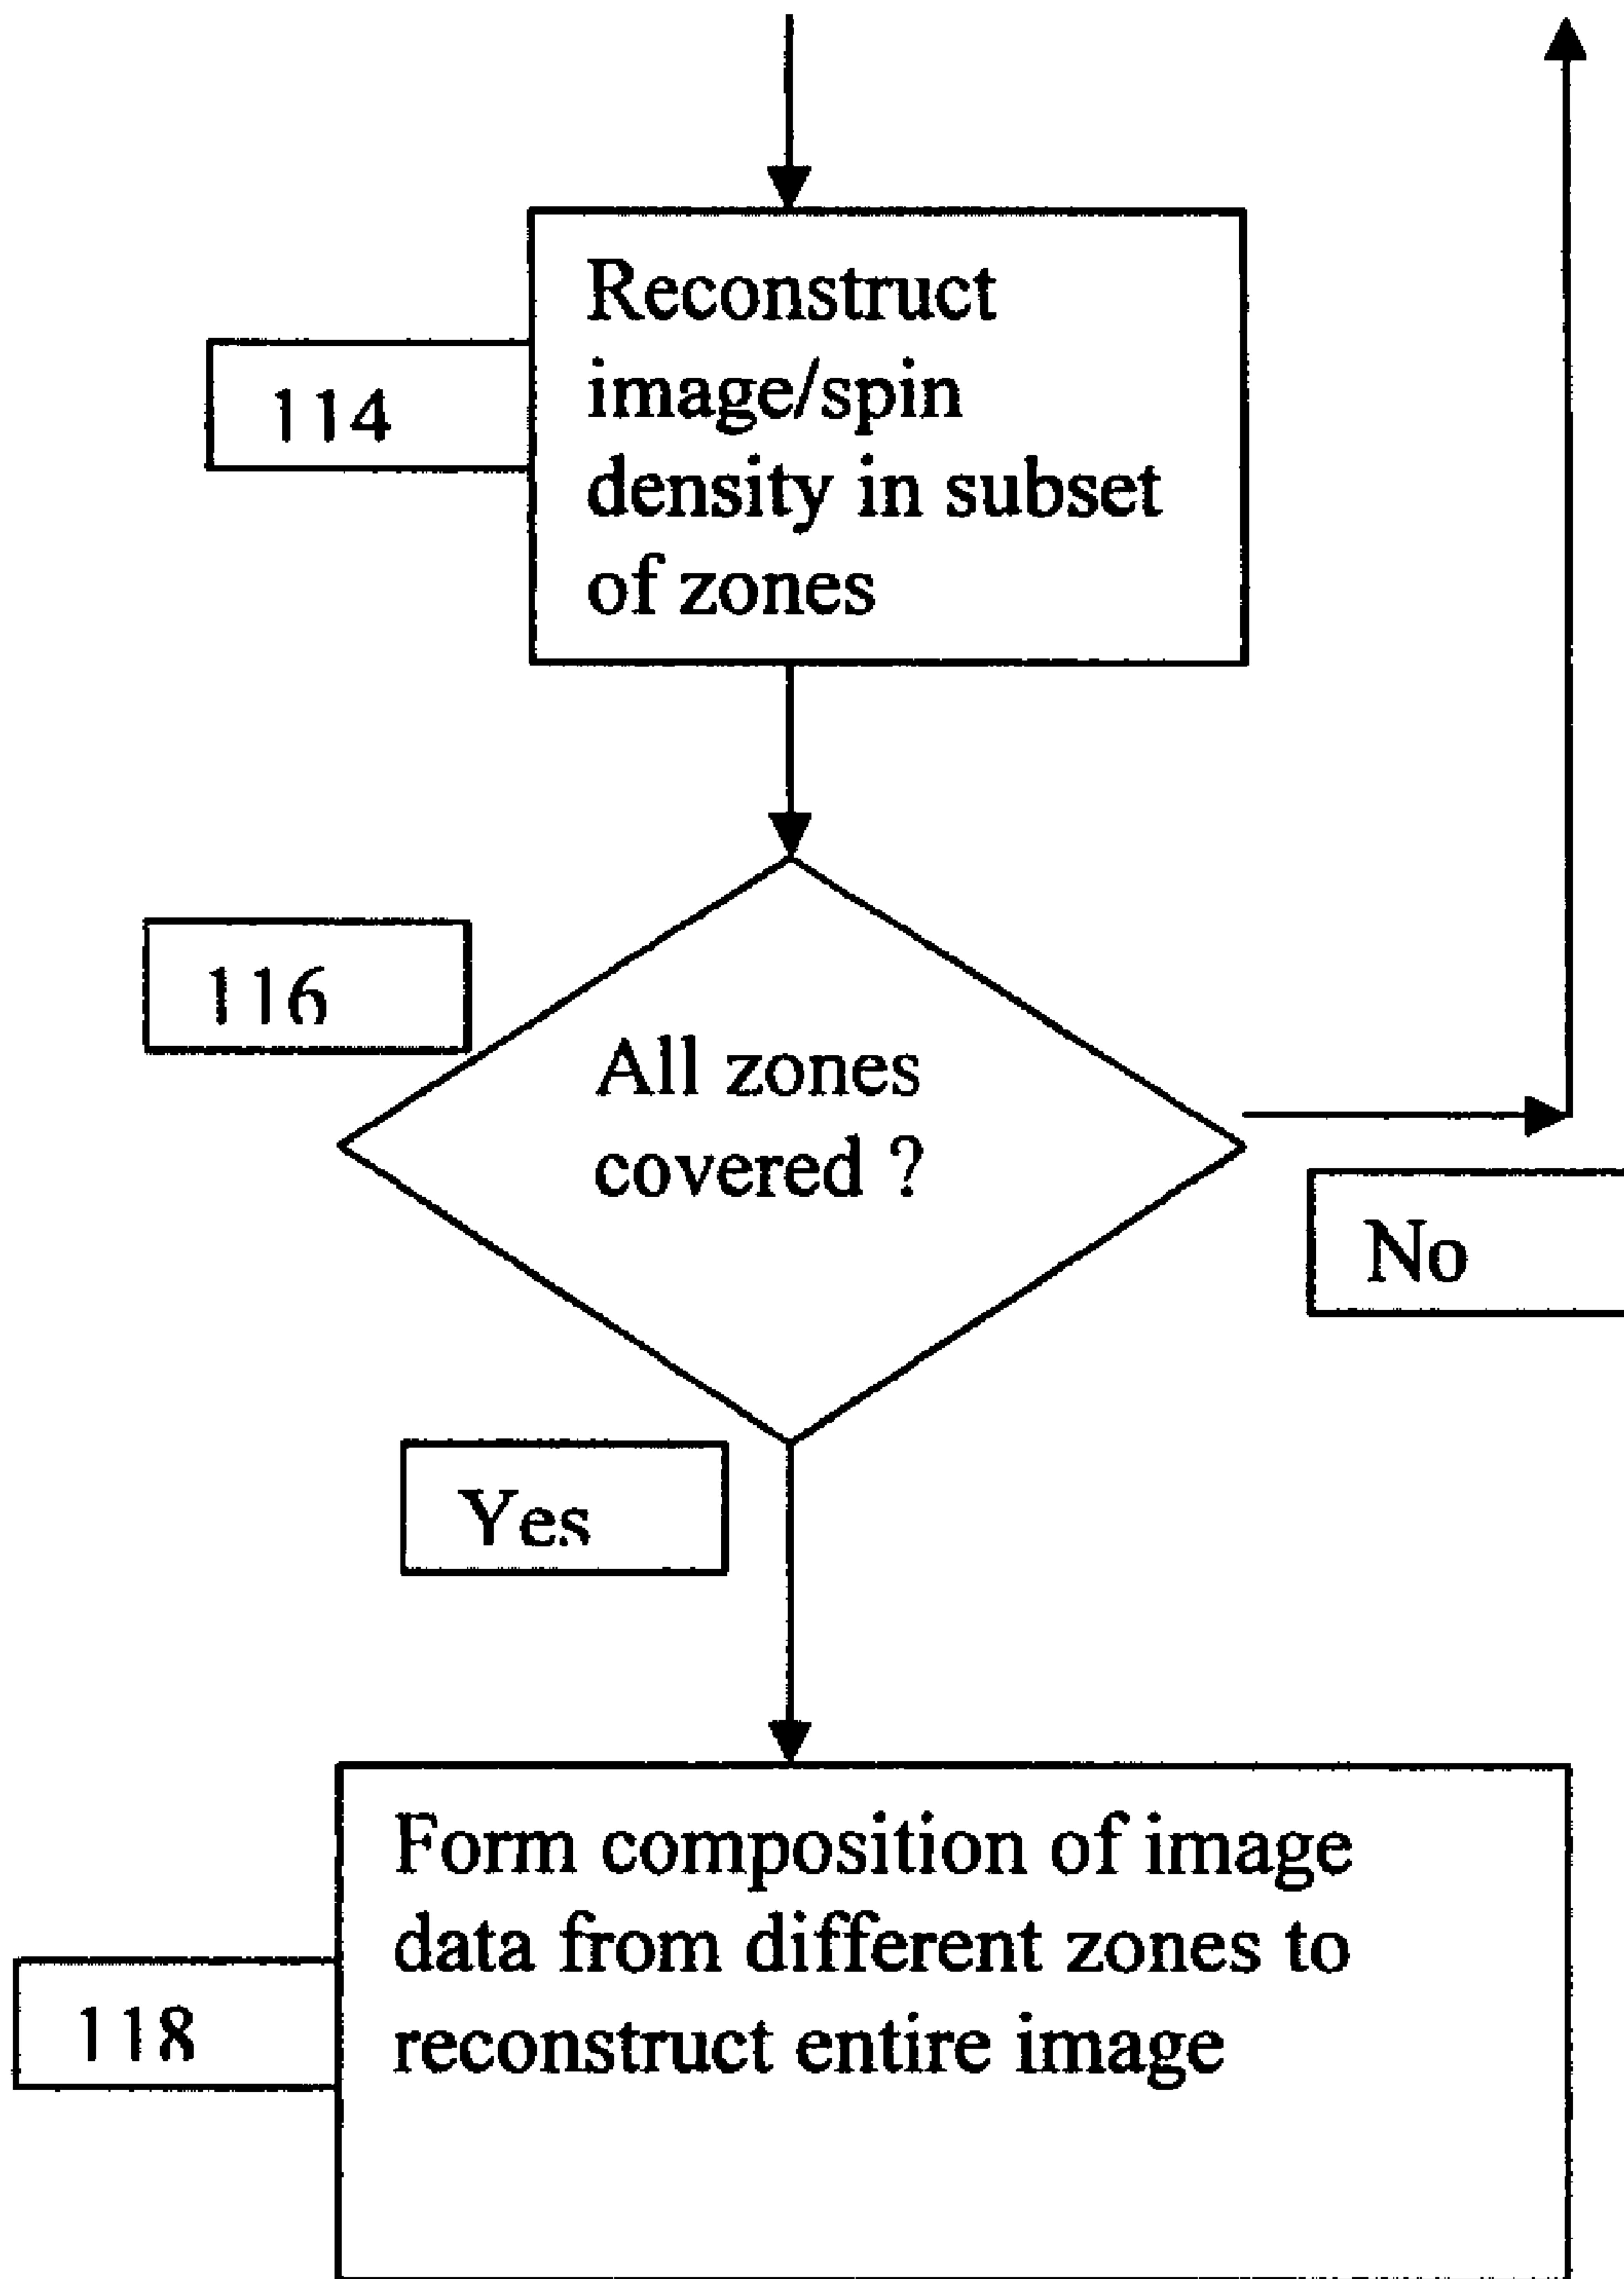 Reconstruct
image/spin
density in subset
of zones
114
116
All zones
covered ?
No
Yes
Form composition of image
data from different zones to
reconstruct entire image
118